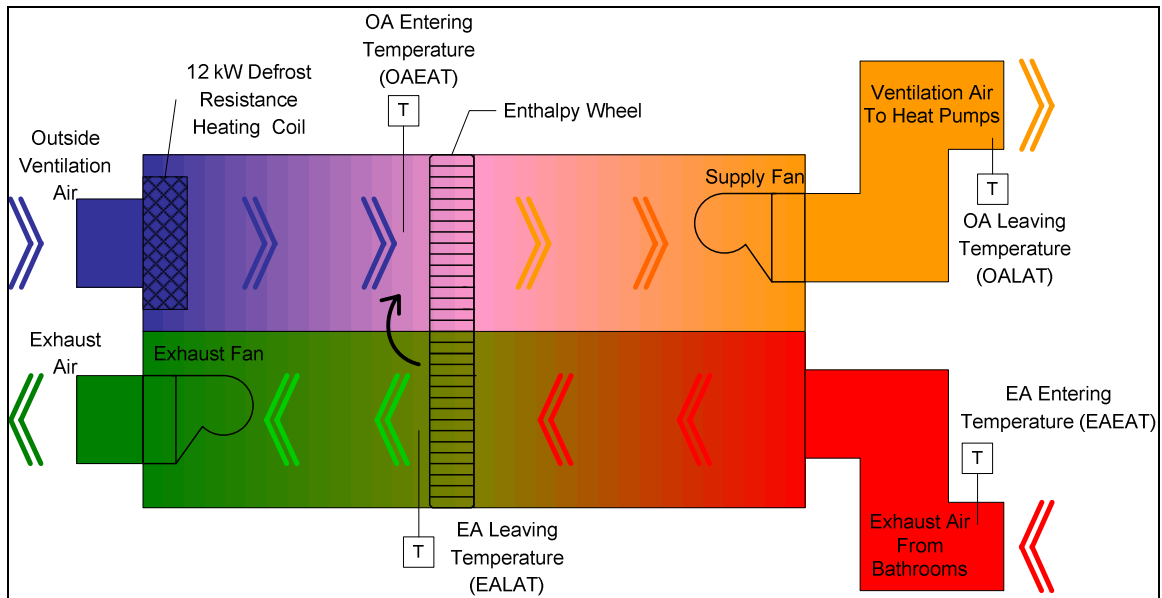 OA Entering
Temperature
(OAEAT)
T
12 kW Defrost
Resistance
Heating Coil
Enthalpy Wheel
Outside
Ventilation
Air
Ventilation Air
To Heat Pumps
Supply Fan
T
OA Leaving
Temperature
(OALAT)
Exhaust
Air
Exhaust Fan
EA Entering
Temperature (EAEAT)
T
EA Leaving
Temperature
(EALAT)
T
Exhaust Air
From
Bathrooms